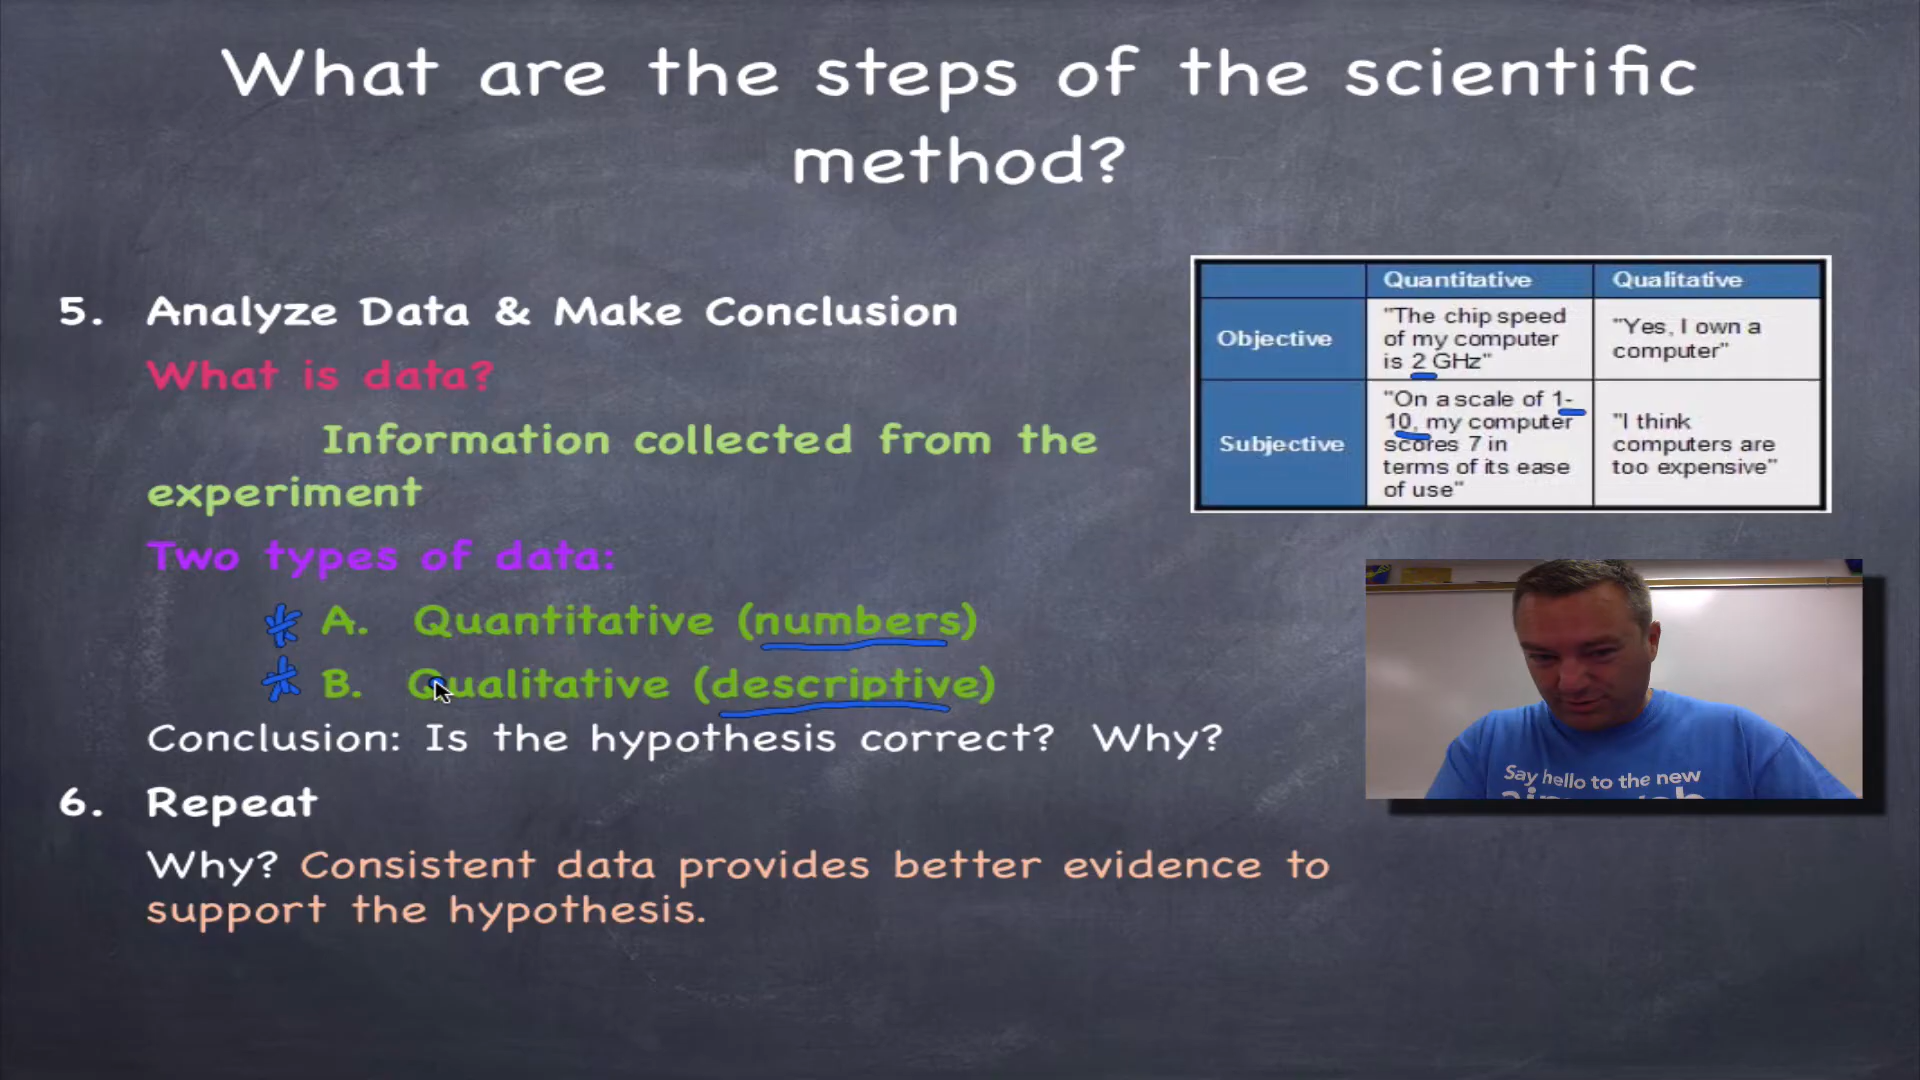 What are the steps of the scientific
method?
5. Analyze Data & Make Conclusion
What is data?
Information collected from the
experiment
Two types of data:
A. Quantitative (numbers)
B. Qualitative (descriptive)
Conclusion: Is the hypothesis correct? Why?
6. Repeat
Why? Consistent data provides better evidence to
support the hypothesis.
Quantitative Qualitative
Objective
"The chip speed
of my computer
is 2 GHz"
"Yes, I own a
computer"
Subjective
"On a scale of 1-
10, my computer
scores 7 in
terms of its ease
of use"
"I think
computers are
too expensive"
Say hello to the new